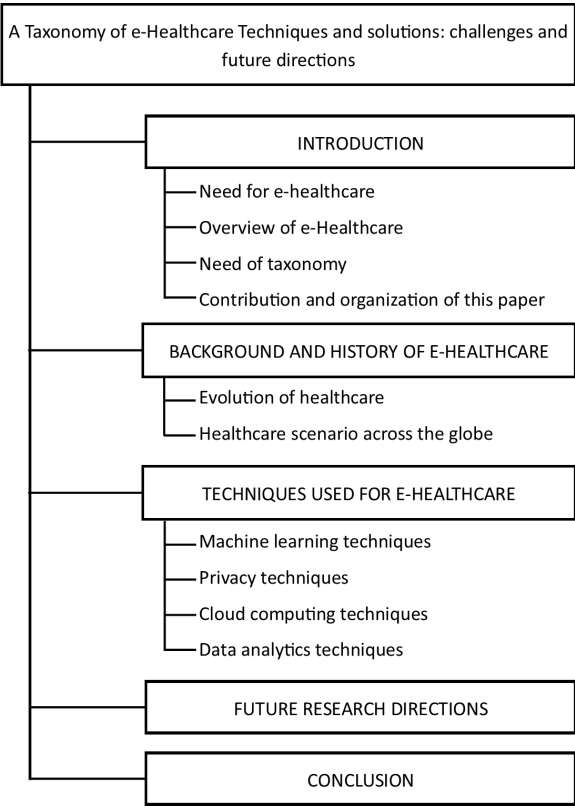 A Taxonomy of e-Healthcare Techniques and solutions: challenges and
future directions
INTRODUCTION
Need for e-healthcare
Overview of e-Healthcare
Need of taxonomy
Contribution and organization of this paper
BACKGROUND AND HISTORY OF E-HEALTHCARE
Evolution of healthcare
Healthcare scenario across the globe
TECHNIQUES USED FOR E-HEALTHCARE
Machine learning techniques
Privacy techniques
Cloud computing techniques
Data analytics techniques
FUTURE RESEARCH DIRECTIONS
CONCLUSION